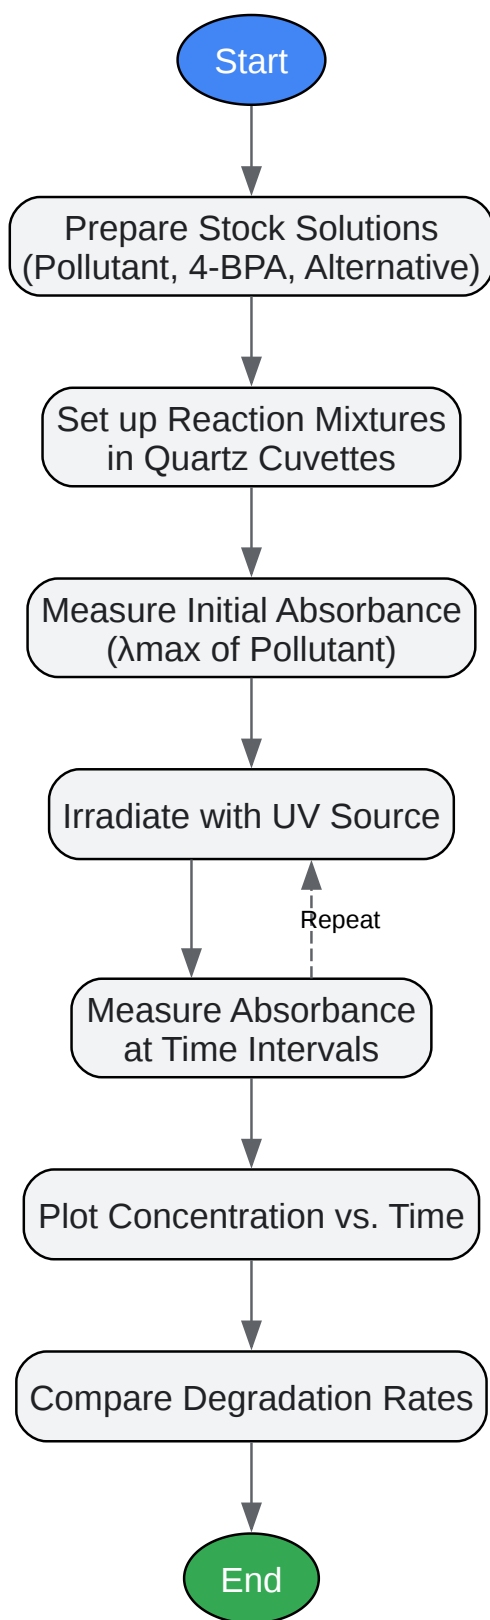 Start
Prepare Stock Solutions
(Pollutant, 4-BPA, Alternative)
Set up Reaction Mixtures
in Quartz Cuvettes
Measure Initial Absorbance
(λmax of Pollutant)
Irradiate with UV Source
Repeat
Measure Absorbance
at Time Intervals
Plot Concentration vs. Time
Compare Degradation Rates
End